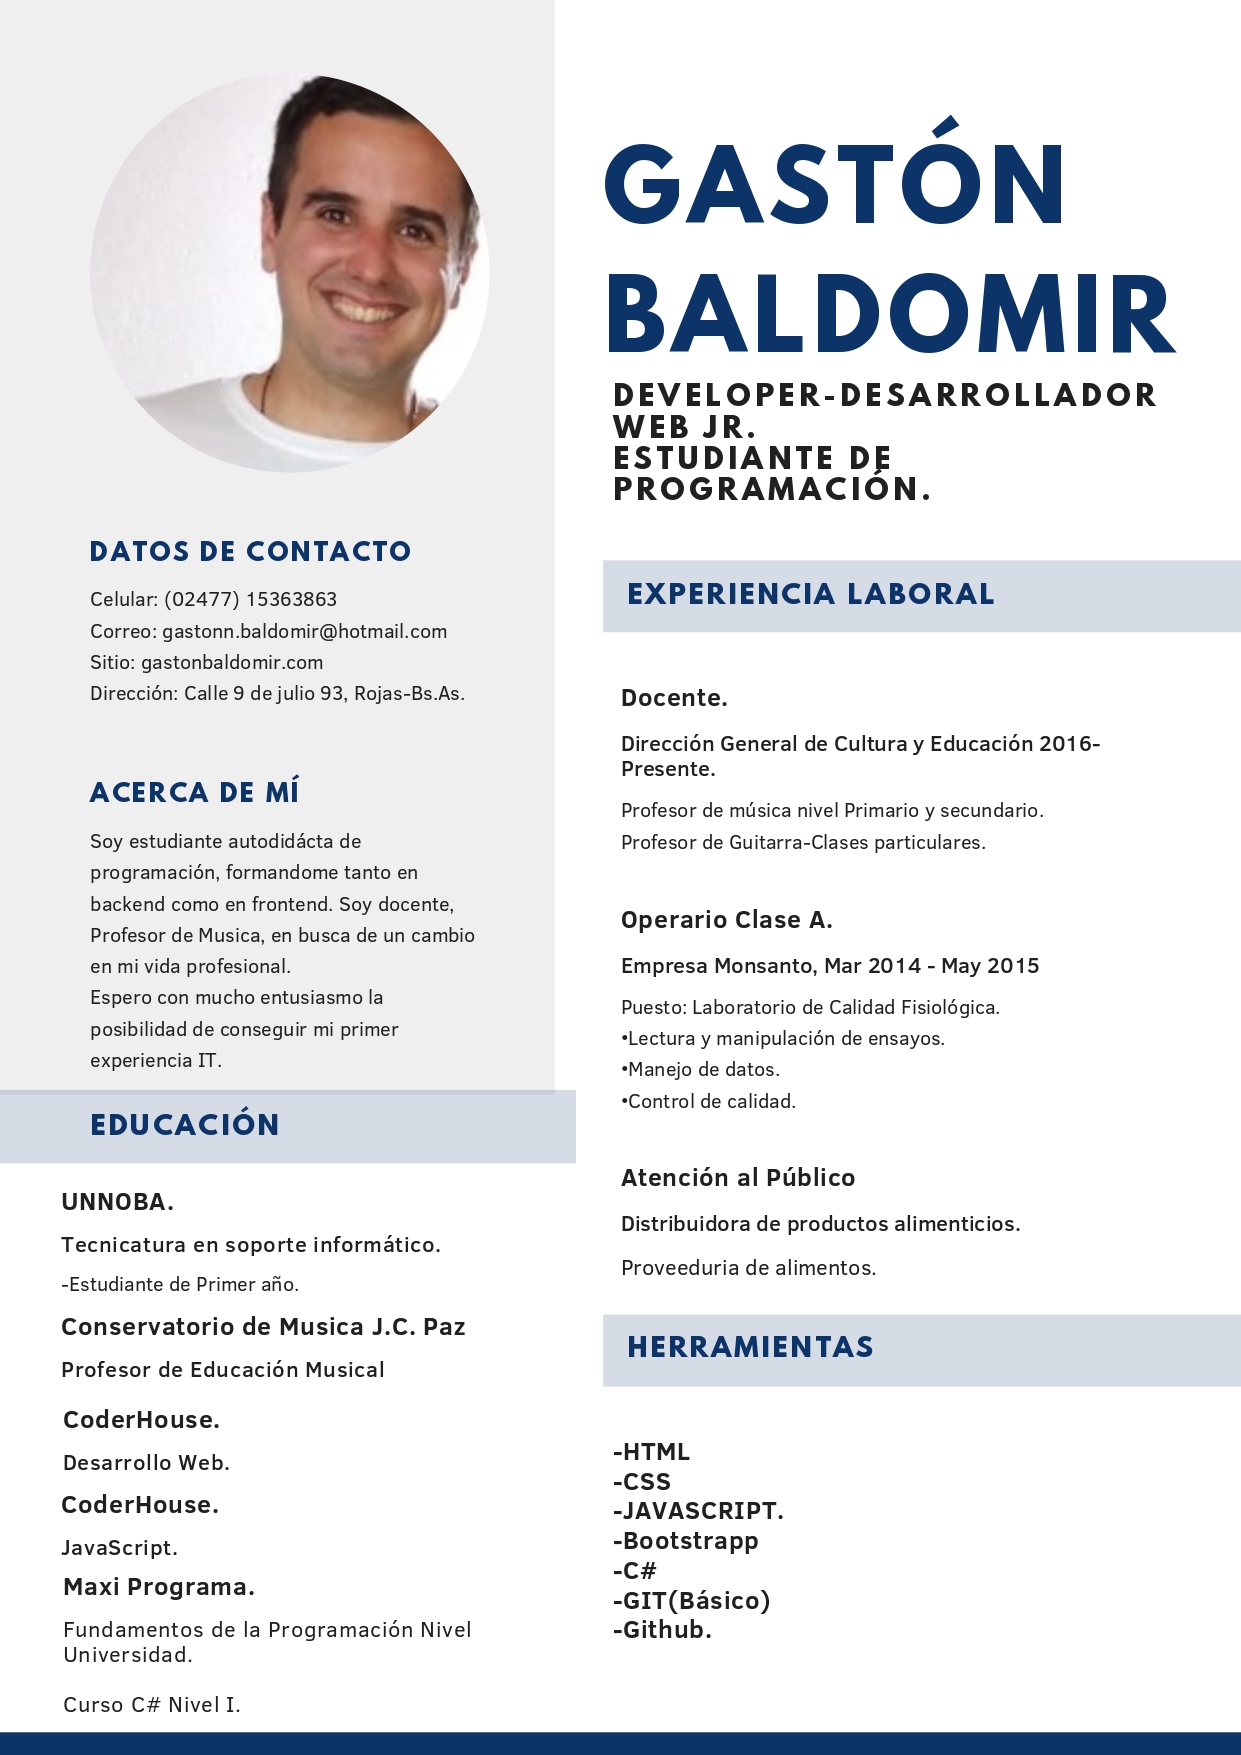 GASTÓN
BALDOMIR
DEVELOPER-DESARROLLADOR
WEB JR.
ESTUDIANTE DE
PROGRAMACIÓN.
DATOS DE CONTACTO
Celular: (02477) 15363863
Correo: gastonn.baldomir@hotmail.com
Sitio: gastonbaldomir.com
Dirección: Calle 9 de julio 93, Rojas-Bs.As.
ACERCA DE MÍ
Soy estudiante autodidácta de
programación, formandome tanto en
backend como en frontend. Soy docente,
Profesor de Musica, en busca de un cambio
en mi vida profesional.
Espero con mucho entusiasmo la
posibilidad de conseguir mi primer
experiencia IT.
EDUCACIÓN
UNNOBA.
Tecnicatura en soporte informático.
-Estudiante de Primer año.
Conservatorio de Musica J.C. Paz
Profesor de Educación Musical
CoderHouse.
Desarrollo Web.
CoderHouse.
JavaScript.
Maxi Programa.
Fundamentos de la Programación Nivel
Universidad.
Curso C# Nivel I.
EXPERIENCIA LABORAL
Docente.
Dirección General de Cultura y Educación 2016-
Presente.
Profesor de música nivel Primario y secundario.
Profesor de Guitarra-Clases particulares.
Operario Clase A.
Empresa Monsanto, Mar 2014 - May 2015
Puesto: Laboratorio de Calidad Fisiológica.
•Lectura y manipulación de ensayos.
•Manejo de datos.
•Control de calidad.
Atención al Público
Distribuidora de productos alimenticios.
Proveeduria de alimentos.
HERRAMIENTAS
-HTML
-CSS
-JAVASCRIPT.
-Bootstrapp
-C#
-GIT(Básico)
-Github.